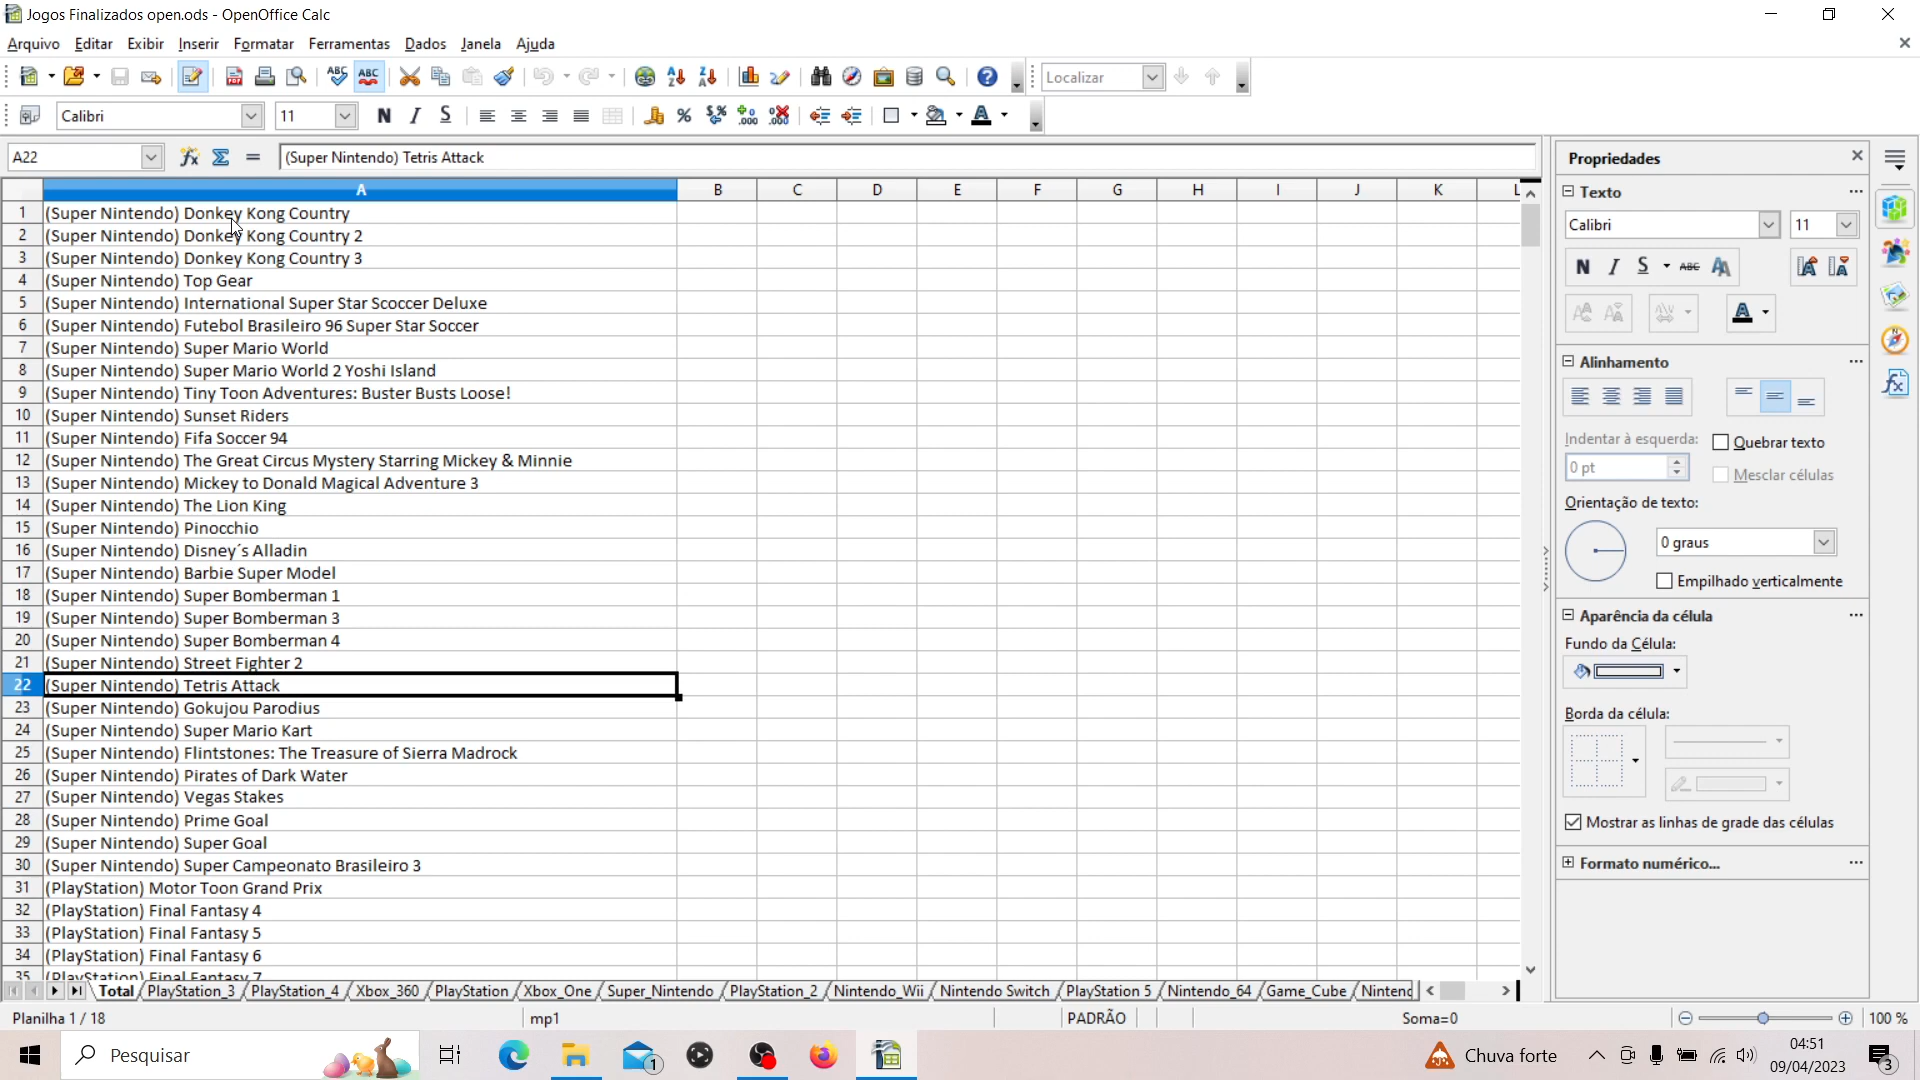 Jogos Finalizados open.ods - OpenOffice Calc
Arquivo Editar Exibir Inserir Formatar Ferramentas Dados Janela Ajuda
Localizar
Calibri 11 N I S
A22 (Super Nintendo) Tetris Attack
A B C D E F G H I J K L
1 (Super Nintendo) Donkey Kong Country
2 (Super Nintendo) Donkey Kong Country 2
3 (Super Nintendo) Donkey Kong Country 3
4 (Super Nintendo) Top Gear
5 (Super Nintendo) International Super Star Scoccer Deluxe
6 (Super Nintendo) Futebol Brasileiro 96 Super Star Soccer
7 (Super Nintendo) Super Mario World
8 (Super Nintendo) Super Mario World 2 Yoshi Island
9 (Super Nintendo) Tiny Toon Adventures: Buster Busts Loose!
10 (Super Nintendo) Sunset Riders
11 (Super Nintendo) Fifa Soccer 94
12 (Super Nintendo) The Great Circus Mystery Starring Mickey & Minnie
13 (Super Nintendo) Mickey to Donald Magical Adventure 3
14 (Super Nintendo) The Lion King
15 (Super Nintendo) Pinocchio
16 (Super Nintendo) Disney´s Alladin
17 (Super Nintendo) Barbie Super Model
18 (Super Nintendo) Super Bomberman 1
19 (Super Nintendo) Super Bomberman 3
20 (Super Nintendo) Super Bomberman 4
21 (Super Nintendo) Street Fighter 2
22 (Super Nintendo) Tetris Attack
23 (Super Nintendo) Gokujou Parodius
24 (Super Nintendo) Super Mario Kart
25 (Super Nintendo) Flintstones: The Treasure of Sierra Madrock
26 (Super Nintendo) Pirates of Dark Water
27 (Super Nintendo) Vegas Stakes
28 (Super Nintendo) Prime Goal
29 (Super Nintendo) Super Goal
30 (Super Nintendo) Super Campeonato Brasileiro 3
31 (PlayStation) Motor Toon Grand Prix
32 (PlayStation) Final Fantasy 4
33 (PlayStation) Final Fantasy 5
34 (PlayStation) Final Fantasy 6
35 (PlayStation) Final Fantasy 7
Total PlayStation_3 PlayStation_4 Xbox_360 PlayStation Xbox_One Super_Nintendo PlayStation_2 Nintendo_Wii Nintendo Switch PlayStation 5 Nintendo_64 Game_Cube Nintend
Planilha 1 / 18 mp1 PADRÃO Soma=0 100 %
Propriedades
Texto
Calibri 11
N I S ABC
Alinhamento
Indentar à esquerda: Quebrar texto
0 pt Mesclar células
Orientação de texto:
0 graus
Empilhado verticalmente
Aparência da célula
Fundo da Célula:
Borda da célula:
Mostrar as linhas de grade das células
Formato numérico...
Pesquisar
1
Chuva forte
04:51
09/04/2023
3